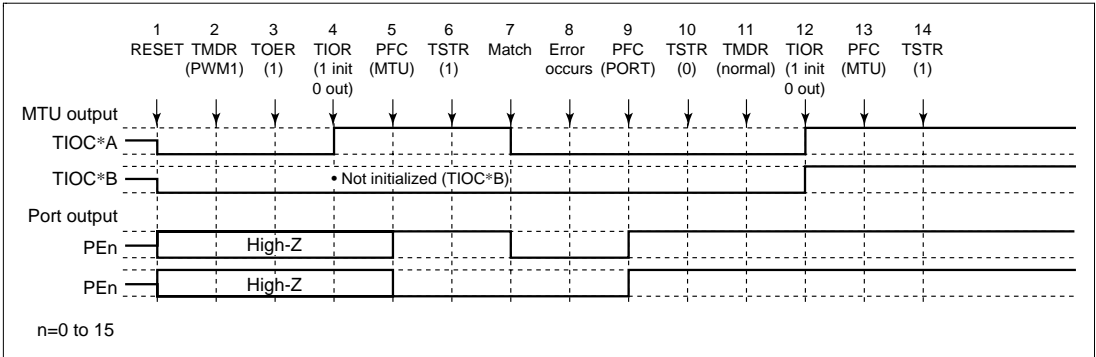 1 2 3 4 5 6 7 8 9 10 11 12 13 14
RESET TMDR TOER TIOR PFC TSTR Match Error PFC TSTR TMDR TIOR PFC TSTR
(PWM1) (1) (1 init (MTU) (1) occurs (PORT) (0) (normal) (1 init (MTU) (1)
0 out) 0 out)
MTU output
TIOC*A
TIOC*B
• Not initialized (TIOC*B)
Port output
PEn High-Z
PEn High-Z
n=0 to 15